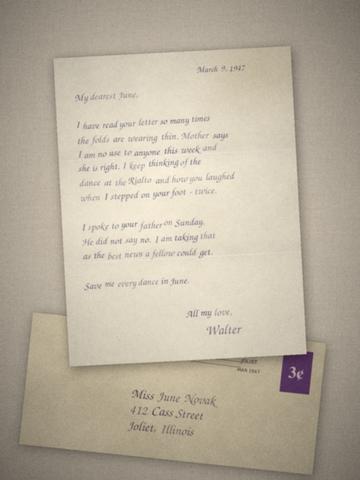 March 9, 1947
My dearest June,
I have read your letter so many times
the folds are wearing thin. Mother says
I am no use to anyone this week and
she is right. I keep thinking of the
dance at the Rialto and how you laughed
when I stepped on your foot - twice.
I spoke to your father on Sunday.
He did not say no. I am taking that
as the best news a fellow could get.
Save me every dance in June.
All my love,
Walter
JOLIET
MAR 1947
3¢
Miss June Novak
412 Cass Street
Joliet, Illinois